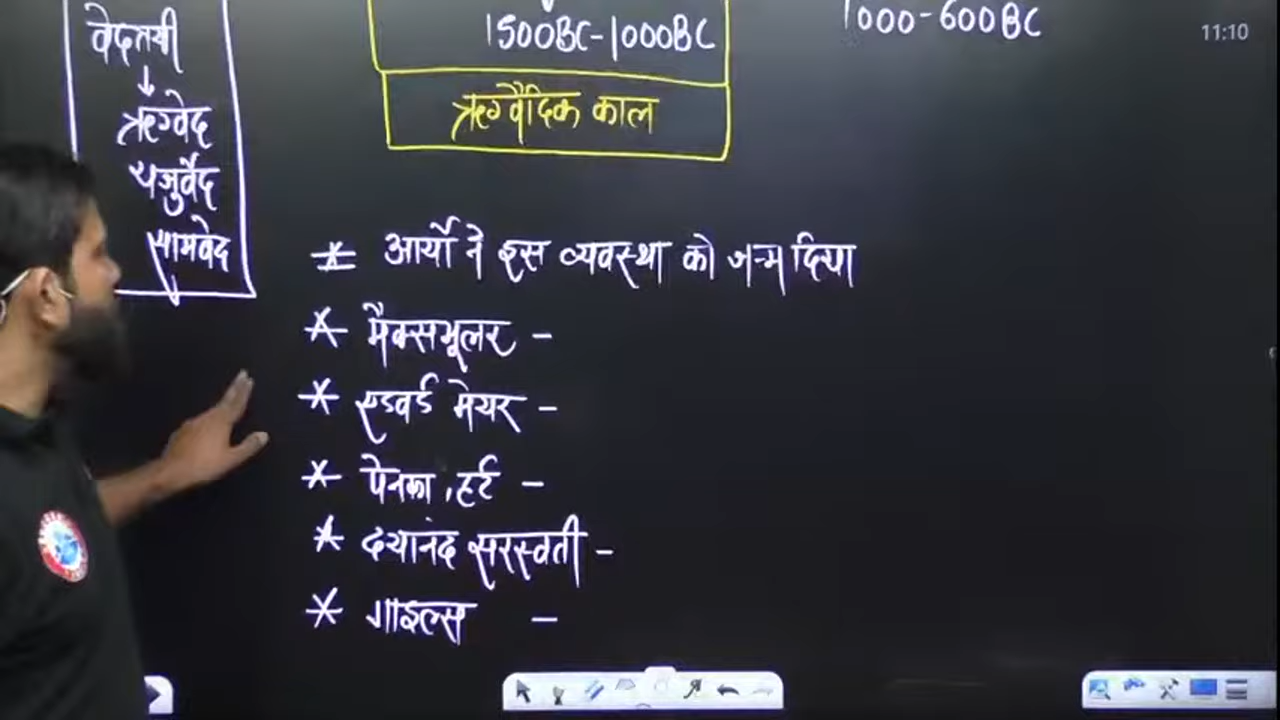 वेदत्रयी
↓
ऋग्वेद
यजुर्वेद
सामवेद
1500BC-1000BC
ऋग्वैदिक काल
1000-600BC
11:10
* आर्यो ने इस व्यवस्था को जन्म दिया
* मैक्समूलर -
* एडवर्ड मेयर -
* पेनका, हर्ट -
* दयानंद सरस्वती -
* गाइल्स -